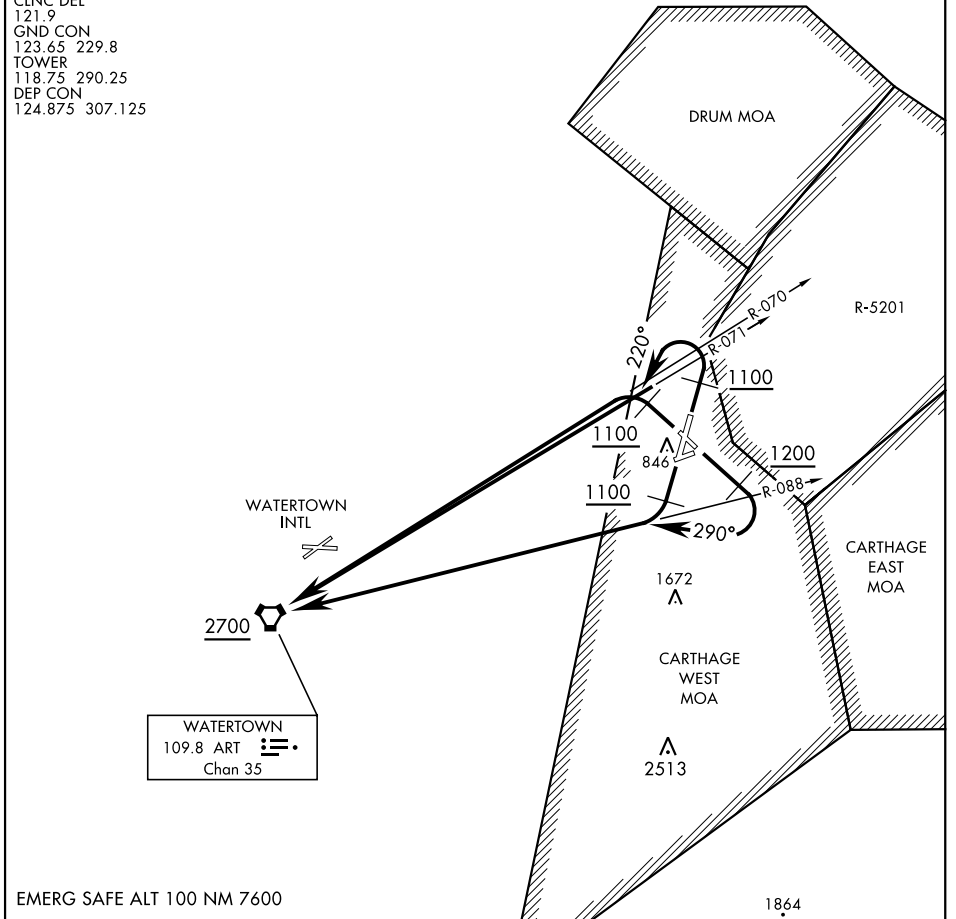 CLNC DEL
121.9
GND CON
123.65 229.8
TOWER
118.75 290.25
DEP CON
124.875 307.125
DRUM MOA
R-5201
R-070
R-071
220°
1100
1100
846
1200
1100
R-088
290°
WATERTOWN
INTL
CARTHAGE
EAST
MOA
1672
2700
CARTHAGE
WEST
MOA
WATERTOWN
109.8 ART
Chan 35
2513
EMERG SAFE ALT 100 NM 7600
1864